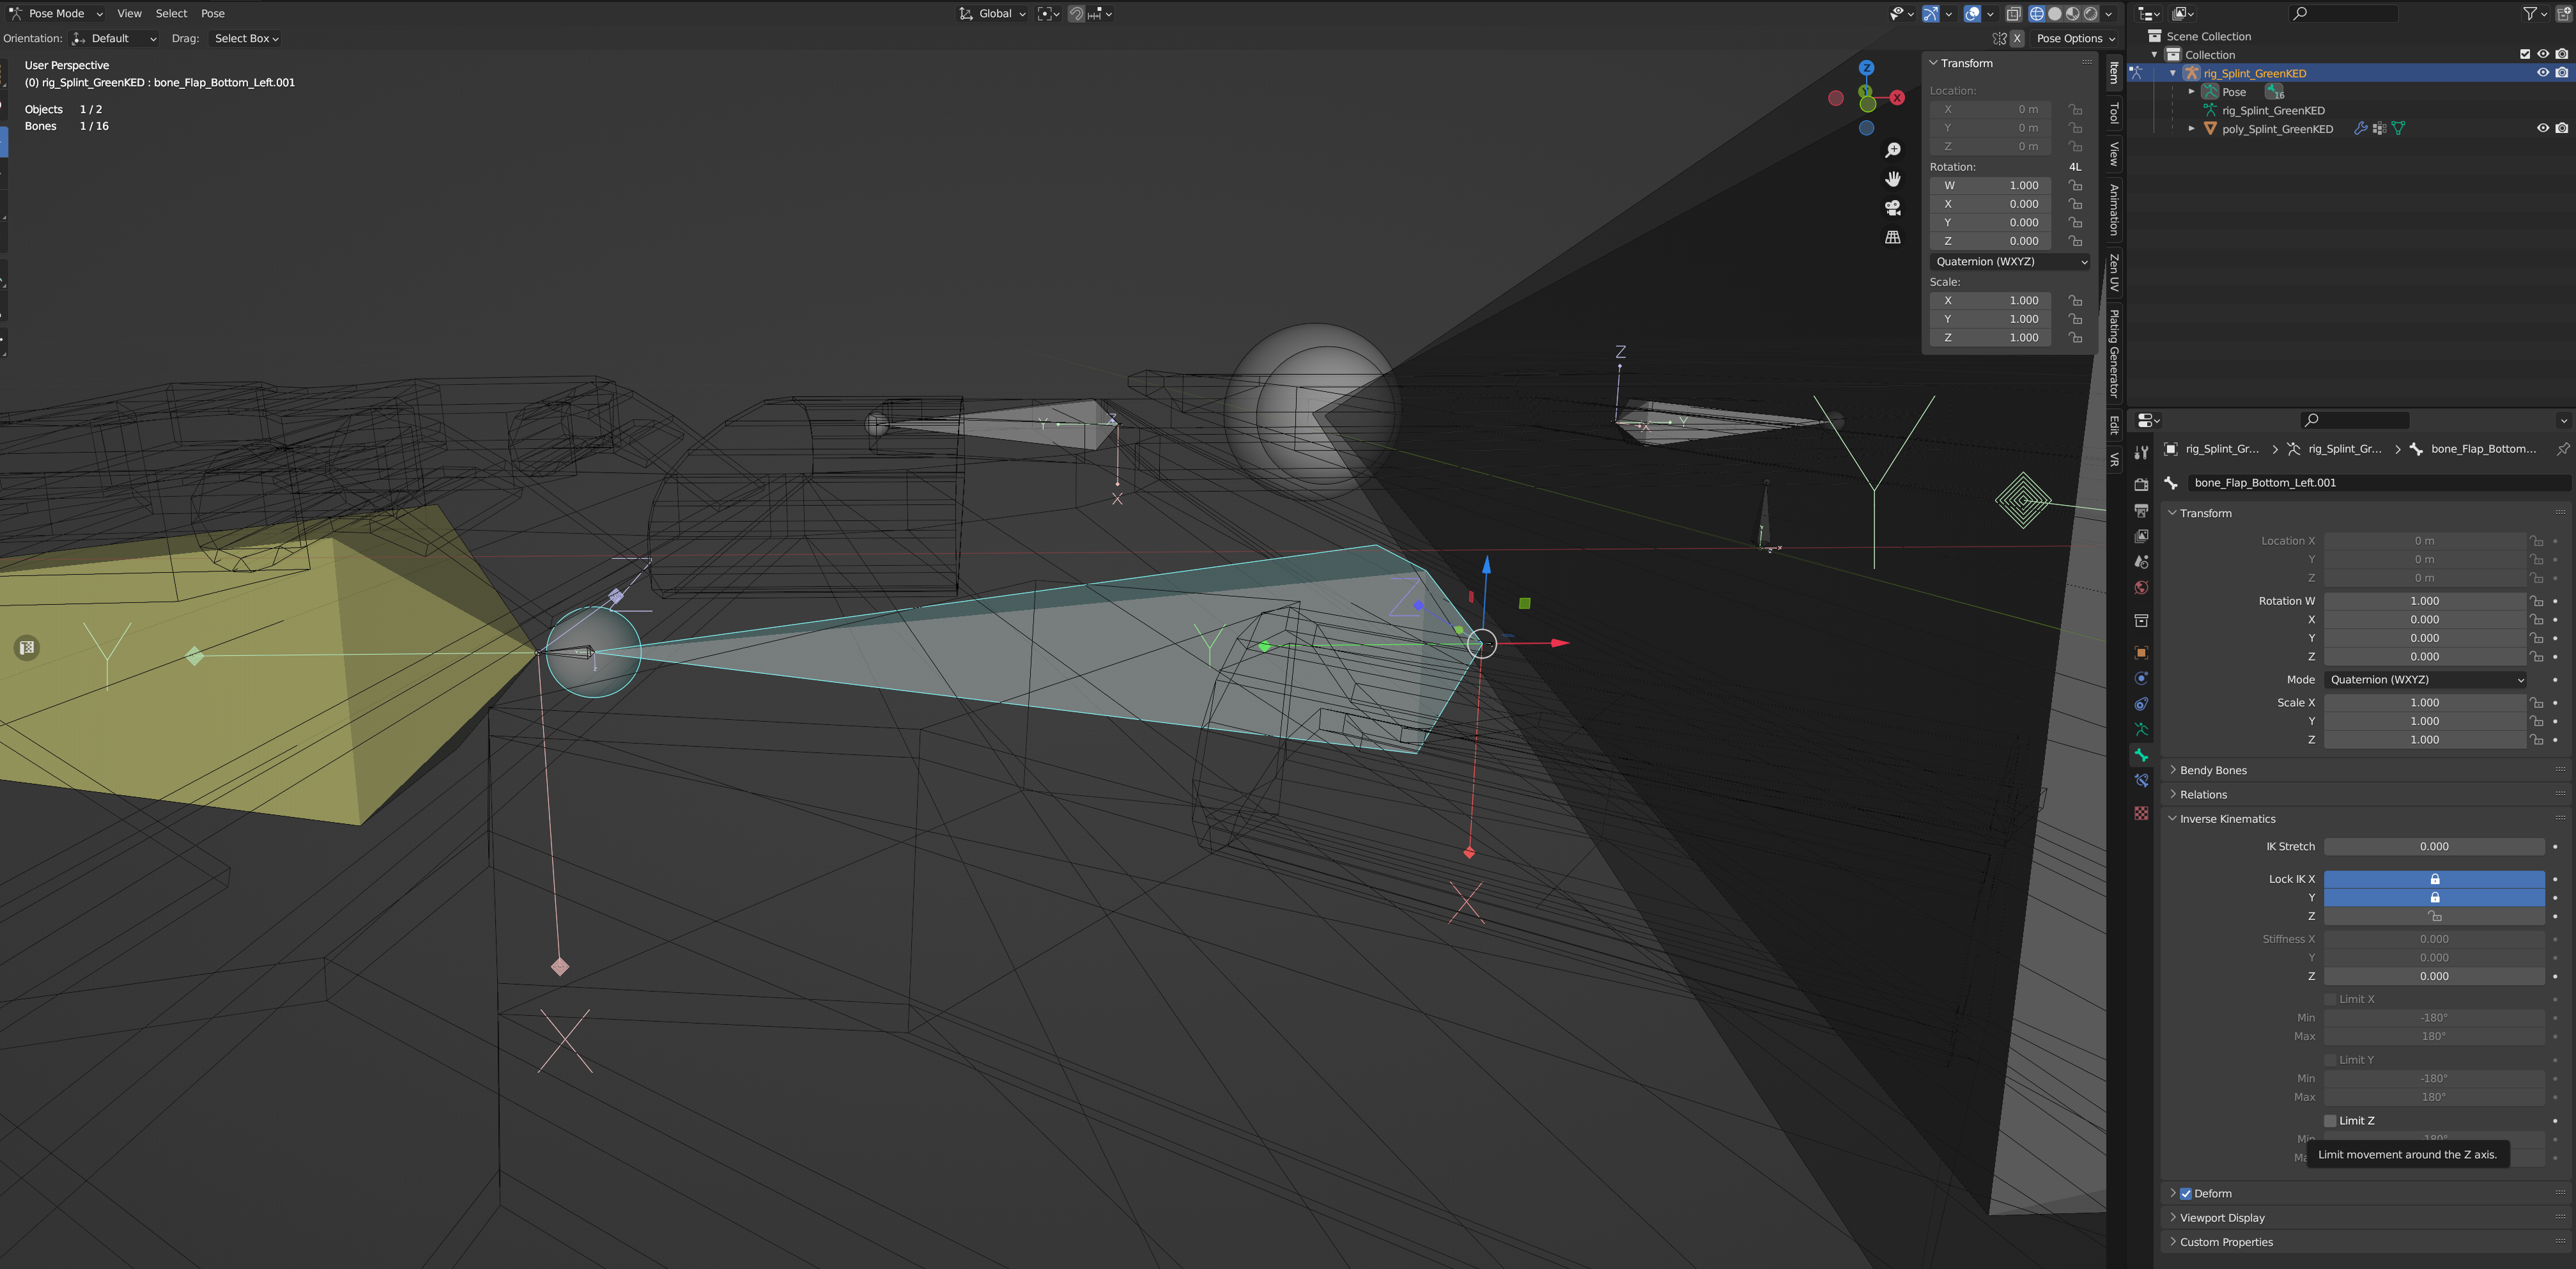 Pose Mode View Select Pose Global
Orientation: Default Drag: Select Box X Pose Options
User Perspective
(0) rig_Splint_GreenKED : bone_Flap_Bottom_Left.001
Objects 1 / 2
Bones 1 / 16
Z
Y
X
Z
Y
X
Z
Y
X
Y
Z
Y
X
Z
Y
X
Transform
Location:
X 0 m
Y 0 m
Z 0 m
Rotation: 4L
W 1.000
X 0.000
Y 0.000
Z 0.000
Quaternion (WXYZ)
Scale:
X 1.000
Y 1.000
Z 1.000
Item
Tool
View
Animation
Zen UV
Plating Generator
Edit
VR
Scene Collection
Collection
rig_Splint_GreenKED
Pose 16
rig_Splint_GreenKED
poly_Splint_GreenKED
rig_Splint_Gr... rig_Splint_Gr... bone_Flap_Bottom...
bone_Flap_Bottom_Left.001
Transform
Location X 0 m
Y 0 m
Z 0 m
Rotation W 1.000
X 0.000
Y 0.000
Z 0.000
Mode Quaternion (WXYZ)
Scale X 1.000
Y 1.000
Z 1.000
Bendy Bones
Relations
Inverse Kinematics
IK Stretch 0.000
Lock IK X
Y
Z
Stiffness X 0.000
Y 0.000
Z 0.000
Limit X
Min -180°
Max 180°
Limit Y
Min -180°
Max 180°
Limit Z
Limit movement around the Z axis.
Deform
Viewport Display
Custom Properties